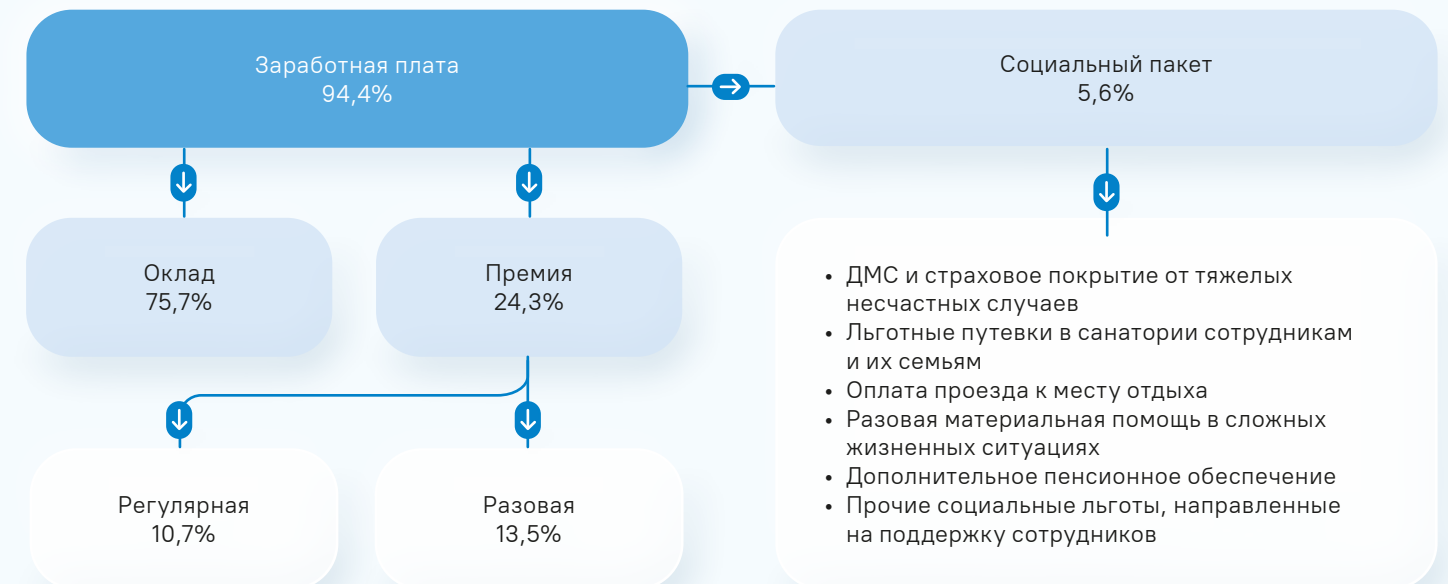 Заработная плата
94,4%
Социальный пакет
5,6%
Оклад
75,7%
Премия
24,3%
Регулярная
10,7%
Разовая
13,5%
• ДМС и страховое покрытие от тяжелых
несчастных случаев
• Льготные путевки в санатории сотрудникам
и их семьям
• Оплата проезда к месту отдыха
• Разовая материальная помощь в сложных
жизненных ситуациях
• Дополнительное пенсионное обеспечение
• Прочие социальные льготы, направленные
на поддержку сотрудников